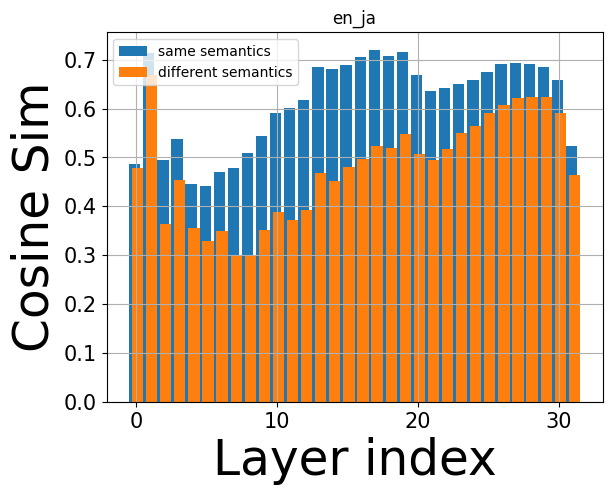 en_ja
same semantics
different semantics
Cosine Sim
0.7
0.6
0.5
0.4
0.3
0.2
0.1
0.0
0 10 20 30
Layer index